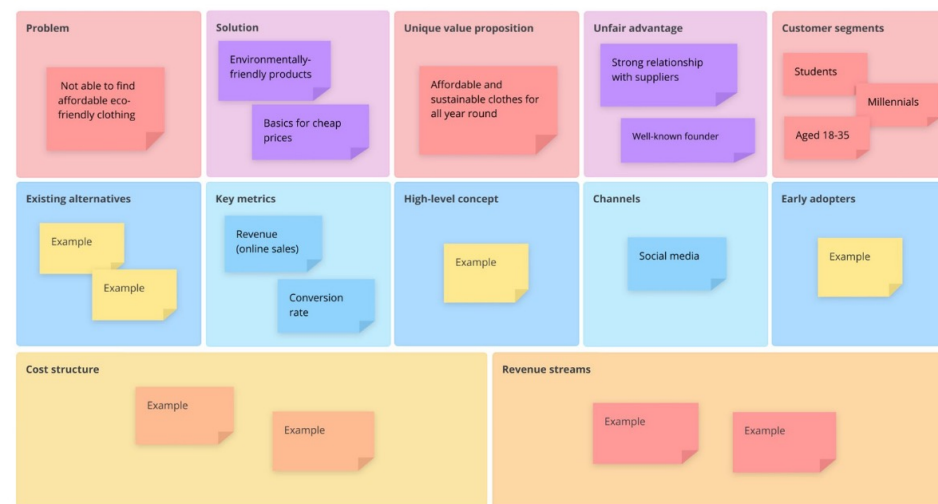 Problem
Not able to find
affordable eco-
friendly clothing
Solution
Environmentally-
friendly products
Basics for cheap
prices
Unique value proposition
Affordable and
sustainable clothes for
all year round
Unfair advantage
Strong relationship
with suppliers
Well-known founder
Customer segments
Students
Millennials
Aged 18-35
Existing alternatives
Example
Example
Key metrics
Revenue
(online sales)
Conversion
rate
High-level concept
Example
Channels
Social media
Early adopters
Example
Cost structure
Example
Example
Revenue streams
Example
Example